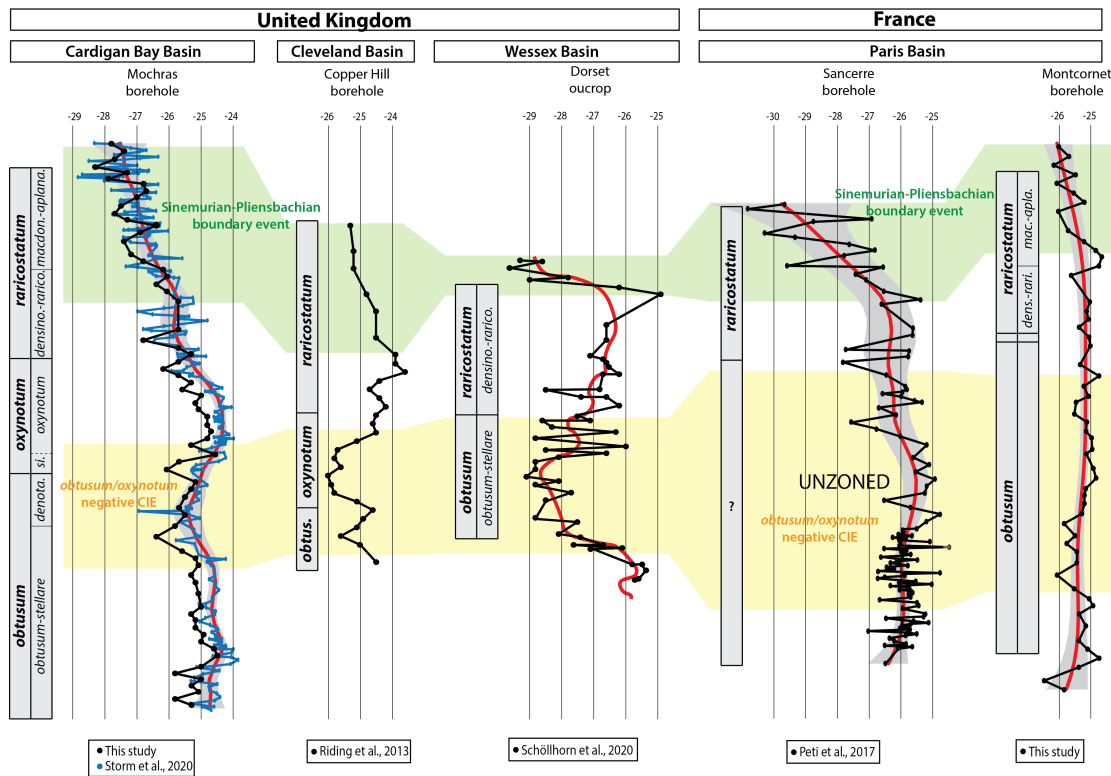 United Kingdom
France
Cardigan Bay Basin
Cleveland Basin
Wessex Basin
Paris Basin
Mochras
borehole
Copper Hill
borehole
Dorset
oucrop
Sancerre
borehole
Montcornet
borehole
-29 -28 -27 -26 -25 -24
-26 -25 -24
-29 -28 -27 -26 -25
-30 -29 -28 -27 -26 -25
-26 -25
raricostatum
macdon.-aplana.
densino.-rarico.
oxynotum
oxynotum
si.
denota.
obtusum
obtusum-stellare
Sinemurian-Pliensbachian
boundary event
obtusum/oxynotum
negative CIE
raricostatum
oxynotum
obtus.
raricostatum
densino.-rarico.
obtusum
obtusum-stellare
raricostatum
?
Sinemurian-Pliensbachian
boundary event
UNZONED
obtusum/oxynotum
negative CIE
raricostatum
mac.-apla.
dens.-rari.
obtusum
This study
Storm et al., 2020
Riding et al., 2013
Schöllhorn et al., 2020
Peti et al., 2017
This study